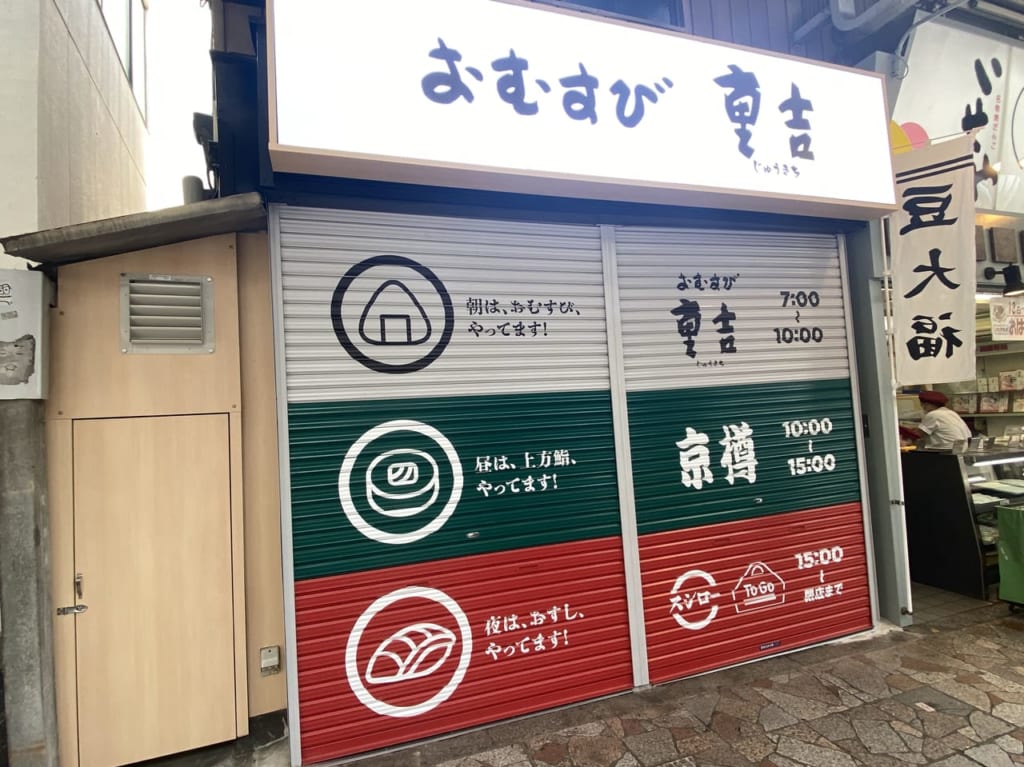 おむすび 重吉
じゅうきち
朝は、おむすび、
やってます!
おむすび
重吉
じゅうきち
7:00
~
10:00
昼は、上方鮨、
やってます!
京樽
10:00
~
15:00
夜は、おすし、
やってます!
スシロー
To Go
15:00
~
閉店まで
豆大福